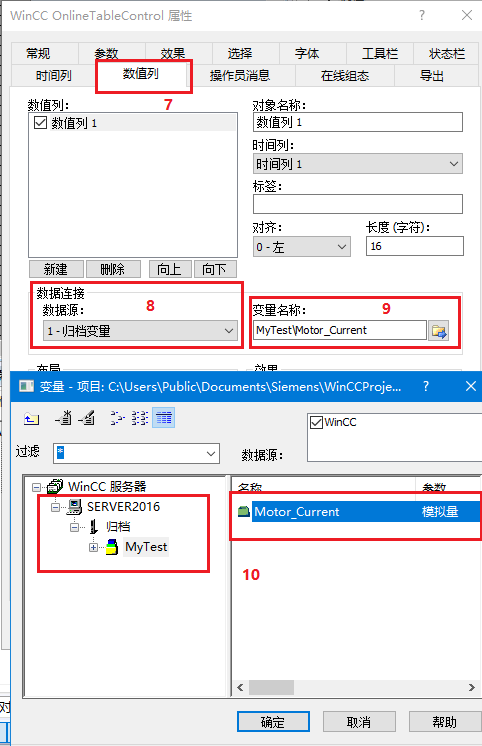 WinCC OnlineTableControl 属性 ?
常规 参数 效果 选择 字体 工具栏 状态栏
时间列 数值列 操作员消息 在线组态 导出
7
数值列: 对象名称:
数值列 1 数值列 1
时间列:
时间列 1
标签:
对齐: 长度(字符):
0 - 左 16
新建 删除 向上 向下
数据连接
数据源: 8 变量名称: 9
1 - 归档变量 MyTest\Motor_Current
布局 效果
变量 - 项目: C:\Users\Public\Documents\Siemens\WinCCProje... ?
WinCC
过滤 * 数据源:
WinCC 服务器 名称 参数
SERVER2016 Motor_Current 模拟量
归档
MyTest
10
对
确定 取消 帮助